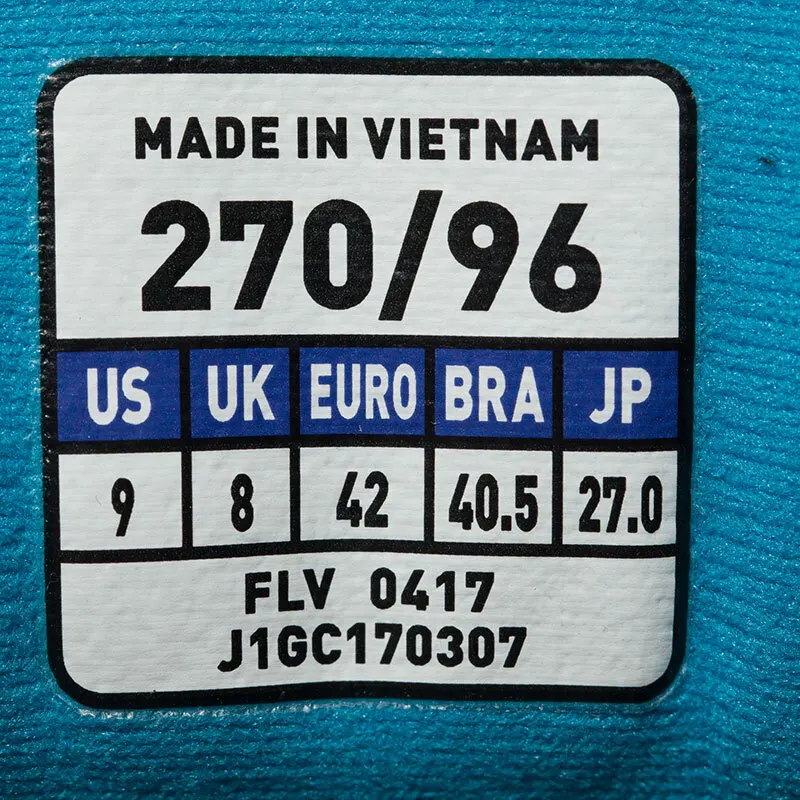 MADE IN VIETNAM
270/96
US UK EURO BRA JP
9 8 42 40.5 27.0
FLV 0417
J1GC170307